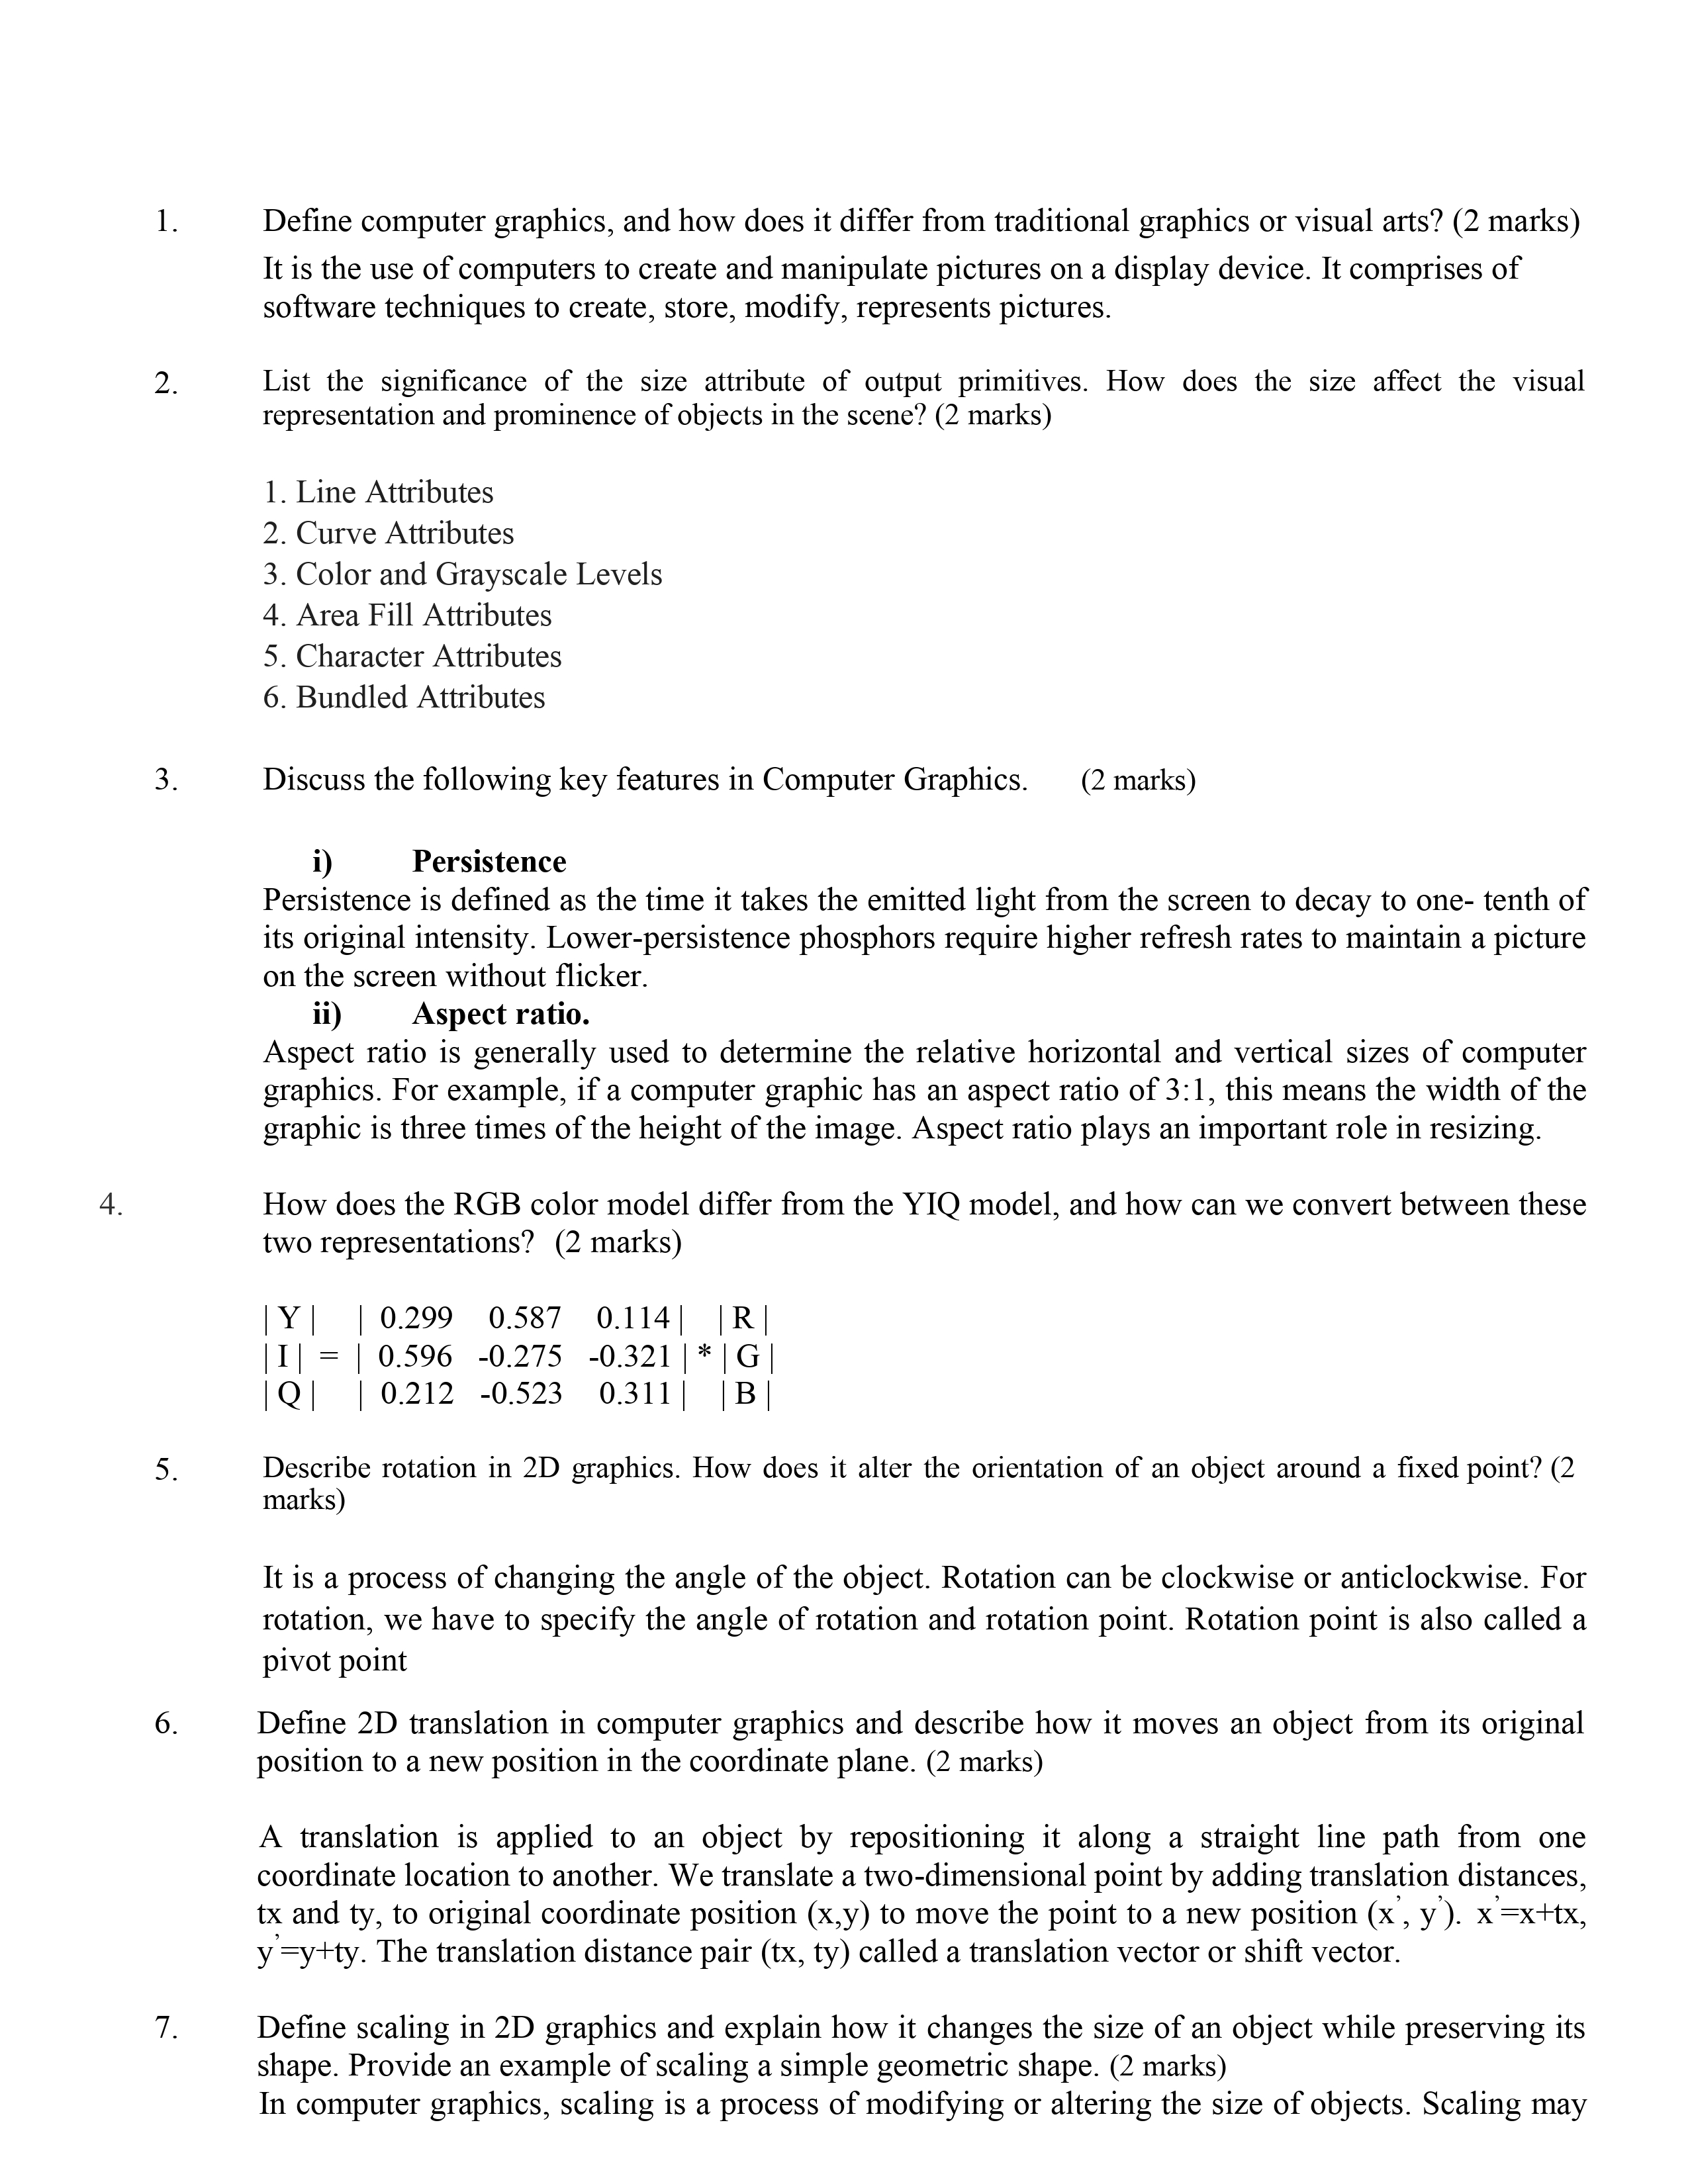 1. Define computer graphics, and how does it differ from traditional graphics or visual arts? (2 marks)
It is the use of computers to create and manipulate pictures on a display device. It comprises of
software techniques to create, store, modify, represents pictures.
2. List the significance of the size attribute of output primitives. How does the size affect the visual
representation and prominence of objects in the scene? (2 marks)
1. Line Attributes
2. Curve Attributes
3. Color and Grayscale Levels
4. Area Fill Attributes
5. Character Attributes
6. Bundled Attributes
3. Discuss the following key features in Computer Graphics. (2 marks)
i) Persistence
Persistence is defined as the time it takes the emitted light from the screen to decay to one- tenth of
its original intensity. Lower-persistence phosphors require higher refresh rates to maintain a picture
on the screen without flicker.
ii) Aspect ratio.
Aspect ratio is generally used to determine the relative horizontal and vertical sizes of computer
graphics. For example, if a computer graphic has an aspect ratio of 3:1, this means the width of the
graphic is three times of the height of the image. Aspect ratio plays an important role in resizing.
4. How does the RGB color model differ from the YIQ model, and how can we convert between these
two representations? (2 marks)
| Y | | 0.299 0.587 0.114 | | R |
| I | = | 0.596 -0.275 -0.321 | * | G |
| Q | | 0.212 -0.523 0.311 | | B |
5. Describe rotation in 2D graphics. How does it alter the orientation of an object around a fixed point? (2
marks)
It is a process of changing the angle of the object. Rotation can be clockwise or anticlockwise. For
rotation, we have to specify the angle of rotation and rotation point. Rotation point is also called a
pivot point
6. Define 2D translation in computer graphics and describe how it moves an object from its original
position to a new position in the coordinate plane. (2 marks)
A translation is applied to an object by repositioning it along a straight line path from one
coordinate location to another. We translate a two-dimensional point by adding translation distances,
tx and ty, to original coordinate position (x,y) to move the point to a new position (x’, y’). x’=x+tx,
y’=y+ty. The translation distance pair (tx, ty) called a translation vector or shift vector.
7. Define scaling in 2D graphics and explain how it changes the size of an object while preserving its
shape. Provide an example of scaling a simple geometric shape. (2 marks)
In computer graphics, scaling is a process of modifying or altering the size of objects. Scaling may